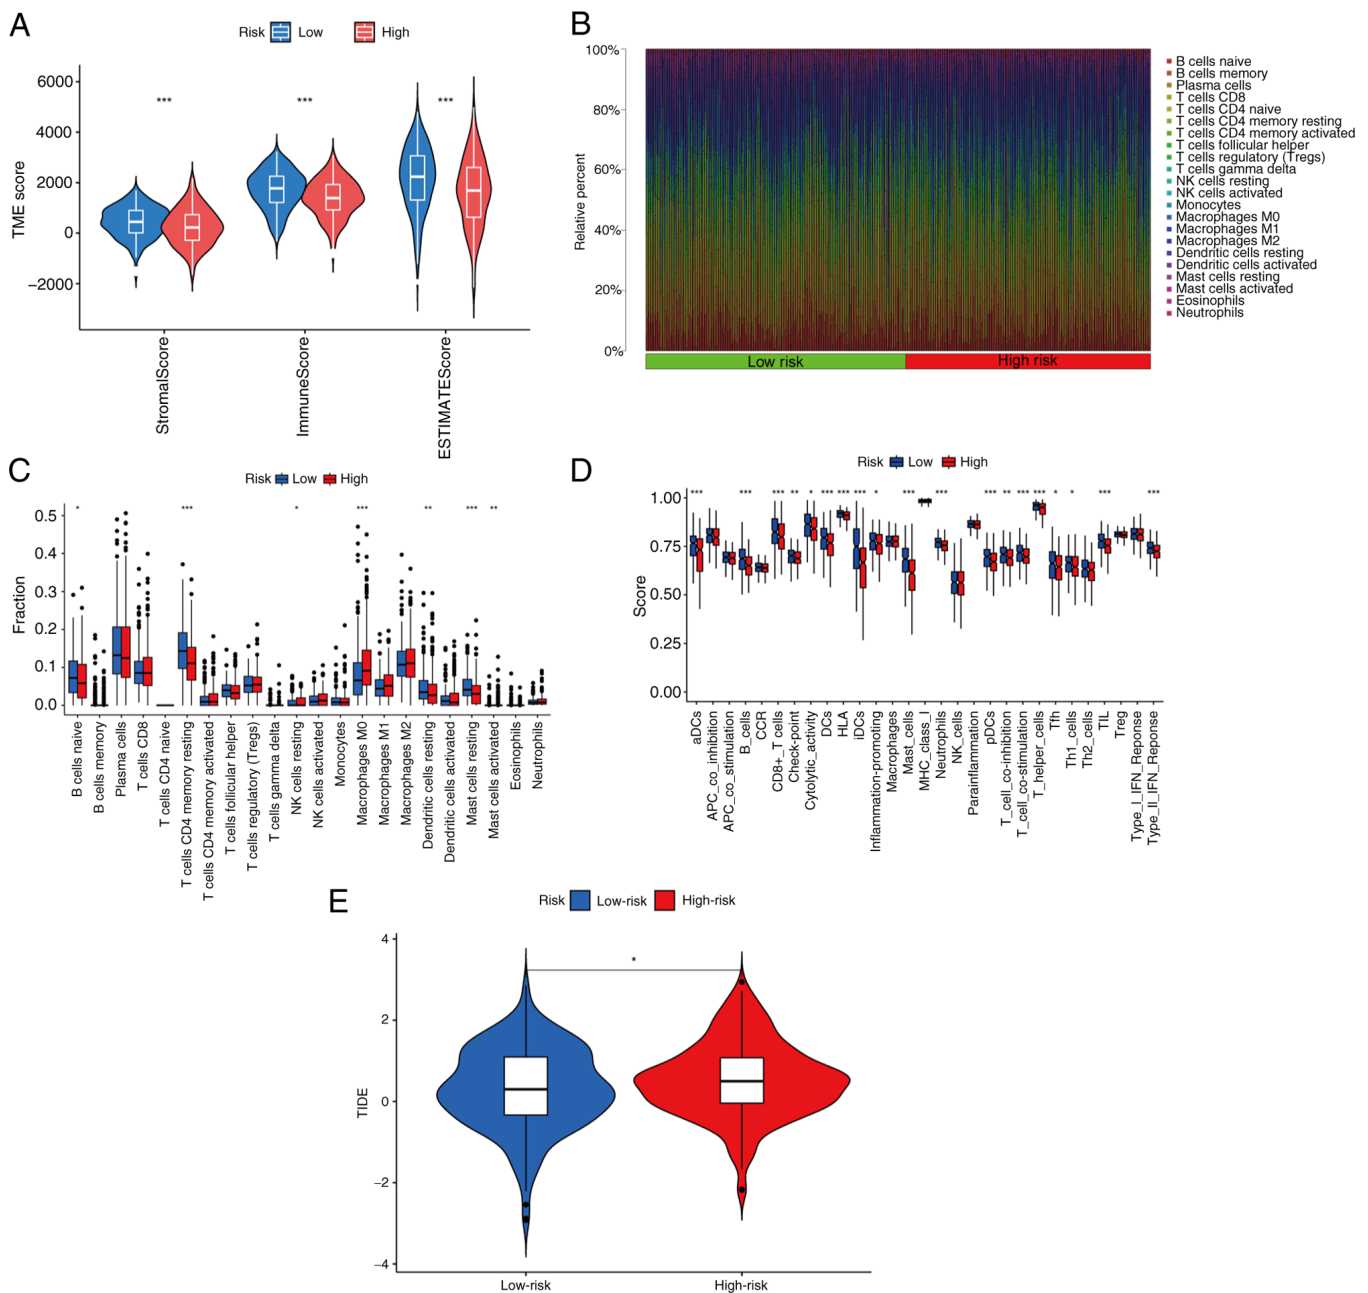 A
Risk Low High
TME score
6000
4000
2000
0
−2000
*** *** ***
StromalScore
ImmuneScore
ESTIMATEScore
B
Relative percent
100%
80%
60%
40%
20%
0%
Low risk High risk
B cells naive
B cells memory
Plasma cells
T cells CD8
T cells CD4 naive
T cells CD4 memory resting
T cells CD4 memory activated
T cells follicular helper
T cells regulatory (Tregs)
T cells gamma delta
NK cells resting
NK cells activated
Monocytes
Macrophages M0
Macrophages M1
Macrophages M2
Dendritic cells resting
Dendritic cells activated
Mast cells resting
Mast cells activated
Eosinophils
Neutrophils
C
Risk Low High
Fraction
0.5
0.4
0.3
0.2
0.1
0.0
* *** * *** ** *** **
B cells naive
B cells memory
Plasma cells
T cells CD8
T cells CD4 naive
T cells CD4 memory resting
T cells CD4 memory activated
T cells follicular helper
T cells regulatory (Tregs)
T cells gamma delta
NK cells resting
NK cells activated
Monocytes
Macrophages M0
Macrophages M1
Macrophages M2
Dendritic cells resting
Dendritic cells activated
Mast cells resting
Mast cells activated
Eosinophils
Neutrophils
D
Risk Low High
Score
1.00
0.75
0.50
0.25
0.00
*** *** *** ** * *** *** *** * *** *** *** ** *** *** * * *** ***
aDCs
APC_co_inhibition
APC_co_stimulation
B_cells
CCR
CD8+_T_cells
Check-point
Cytolytic_activity
DCs
HLA
iDCs
Inflammation-promoting
Macrophages
Mast_cells
MHC_class_I
Neutrophils
NK_cells
Parainflammation
pDCs
T_cell_co-inhibition
T_cell_co-stimulation
T_helper_cells
Tfh
Th1_cells
Th2_cells
TIL
Treg
Type_I_IFN_Reponse
Type_II_IFN_Reponse
E
Risk Low-risk High-risk
TIDE
4
2
0
−2
−4
*
Low-risk High-risk